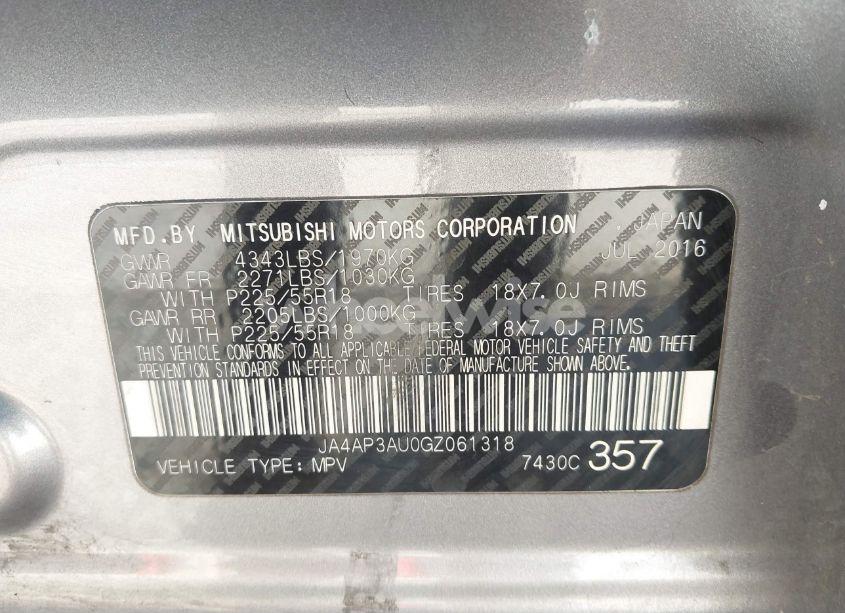 MFD.BY MITSUBISHI MOTORS CORPORATION JAPAN
GVWR 4343LBS/1970KG JUL 2016
GAWR FR 2271LBS/1030KG
WITH P225/55R18 TIRES 18X7.0J RIMS
GAWR RR 2205LBS/1000KG
WITH P225/55R18 TIRES 18X7.0J RIMS
THIS VEHICLE CONFORMS TO ALL APPLICABLE FEDERAL MOTOR VEHICLE SAFETY AND THEFT
PREVENTION STANDARDS IN EFFECT ON THE DATE OF MANUFACTURE SHOWN ABOVE.
JA4AP3AU0GZ061318
VEHICLE TYPE: MPV 7430C 357